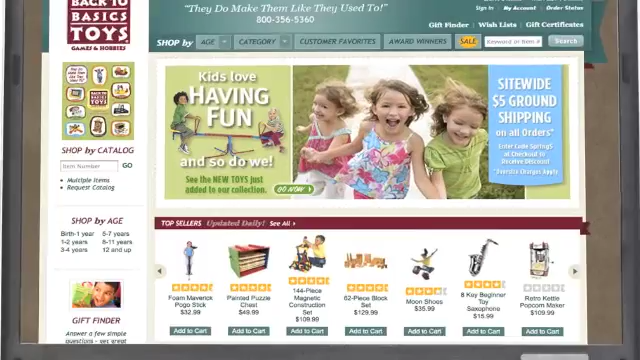 BACK TO
BASICS
TOYS
GAMES & HOBBIES
"They Do Make Them Like They Used To!"
800-356-5360
Sign In
My Account
Order Status
Gift Finder
Wish Lists
Gift Certificates
SHOP by
AGE
CATEGORY
CUSTOMER FAVORITES
AWARD WINNERS
SALE
Keyword or Item #
Search
SHOP by CATALOG
Item Number
GO
Multiple Items
Request Catalog
SHOP by AGE
Birth-1 year 5-7 years
1-2 years 8-11 years
3-4 years 12 and up
GIFT FINDER
Answer a few simple
questions - get great
Kids love
HAVING
FUN
and so do we!
See the NEW TOYS just
added to our collection.
GO NOW
SITEWIDE
$5 GROUND
SHIPPING
on all Orders*
Enter Code Spring5
at Checkout to
Receive Discount
Charges Apply
TOP SELLERS Updated Daily! See All
Foam Maverick
Pogo Stick
$32.99
Add to Cart
Painted Puzzle
Chest
$49.99
Add to Cart
144-Piece
Magnetic
Construction
Set
$109.99
Add to Cart
62-Piece Block
Set
$129.99
Add to Cart
Moon Shoes
$35.99
Add to Cart
8 Key Beginner
Toy
Saxophone
$15.99
Add to Cart
Retro Kettle
Popcorn Maker
$109.99
Add to Cart